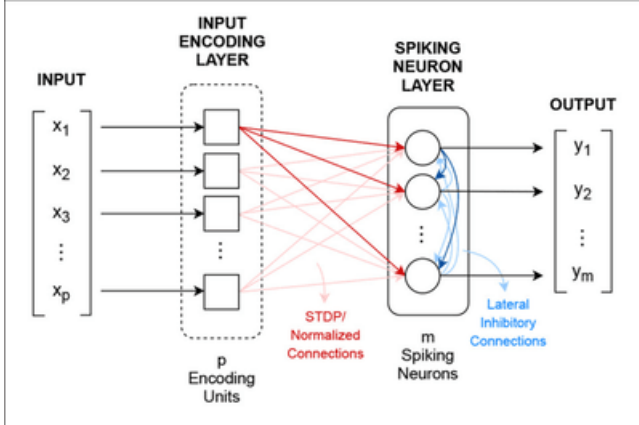 INPUT
ENCODING
LAYER
SPIKING
NEURON
LAYER
INPUT
OUTPUT
x1
x2
x3
...
xp
...
...
y1
y2
...
ym
STDP/
Normalized
Connections
Lateral
Inhibitory
Connections
p
Encoding
Units
m
Spiking
Neurons